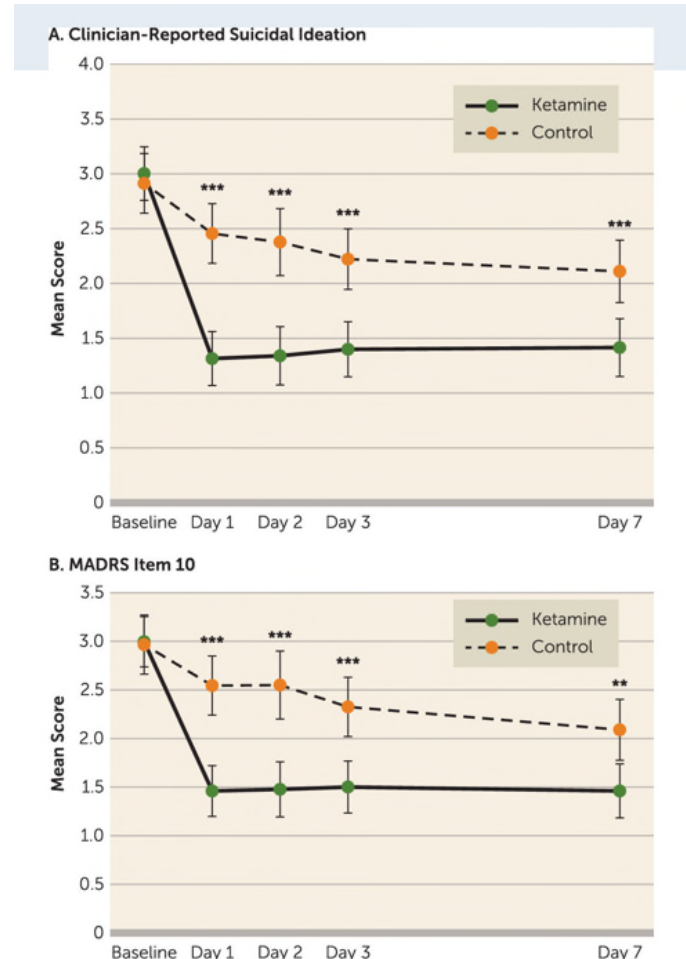 A. Clinician-Reported Suicidal Ideation
4.0
Ketamine
3.5
Control
3.0
***
***
***
***
2.5
2.0
Mean Score
1.5
1.0
0.5
0
Baseline Day 1 Day 2 Day 3 Day 7
B. MADRS Item 10
3.5
Ketamine
Control
3.0
***
***
***
**
2.5
2.0
Mean Score
1.5
1.0
0.5
0
Baseline Day 1 Day 2 Day 3 Day 7